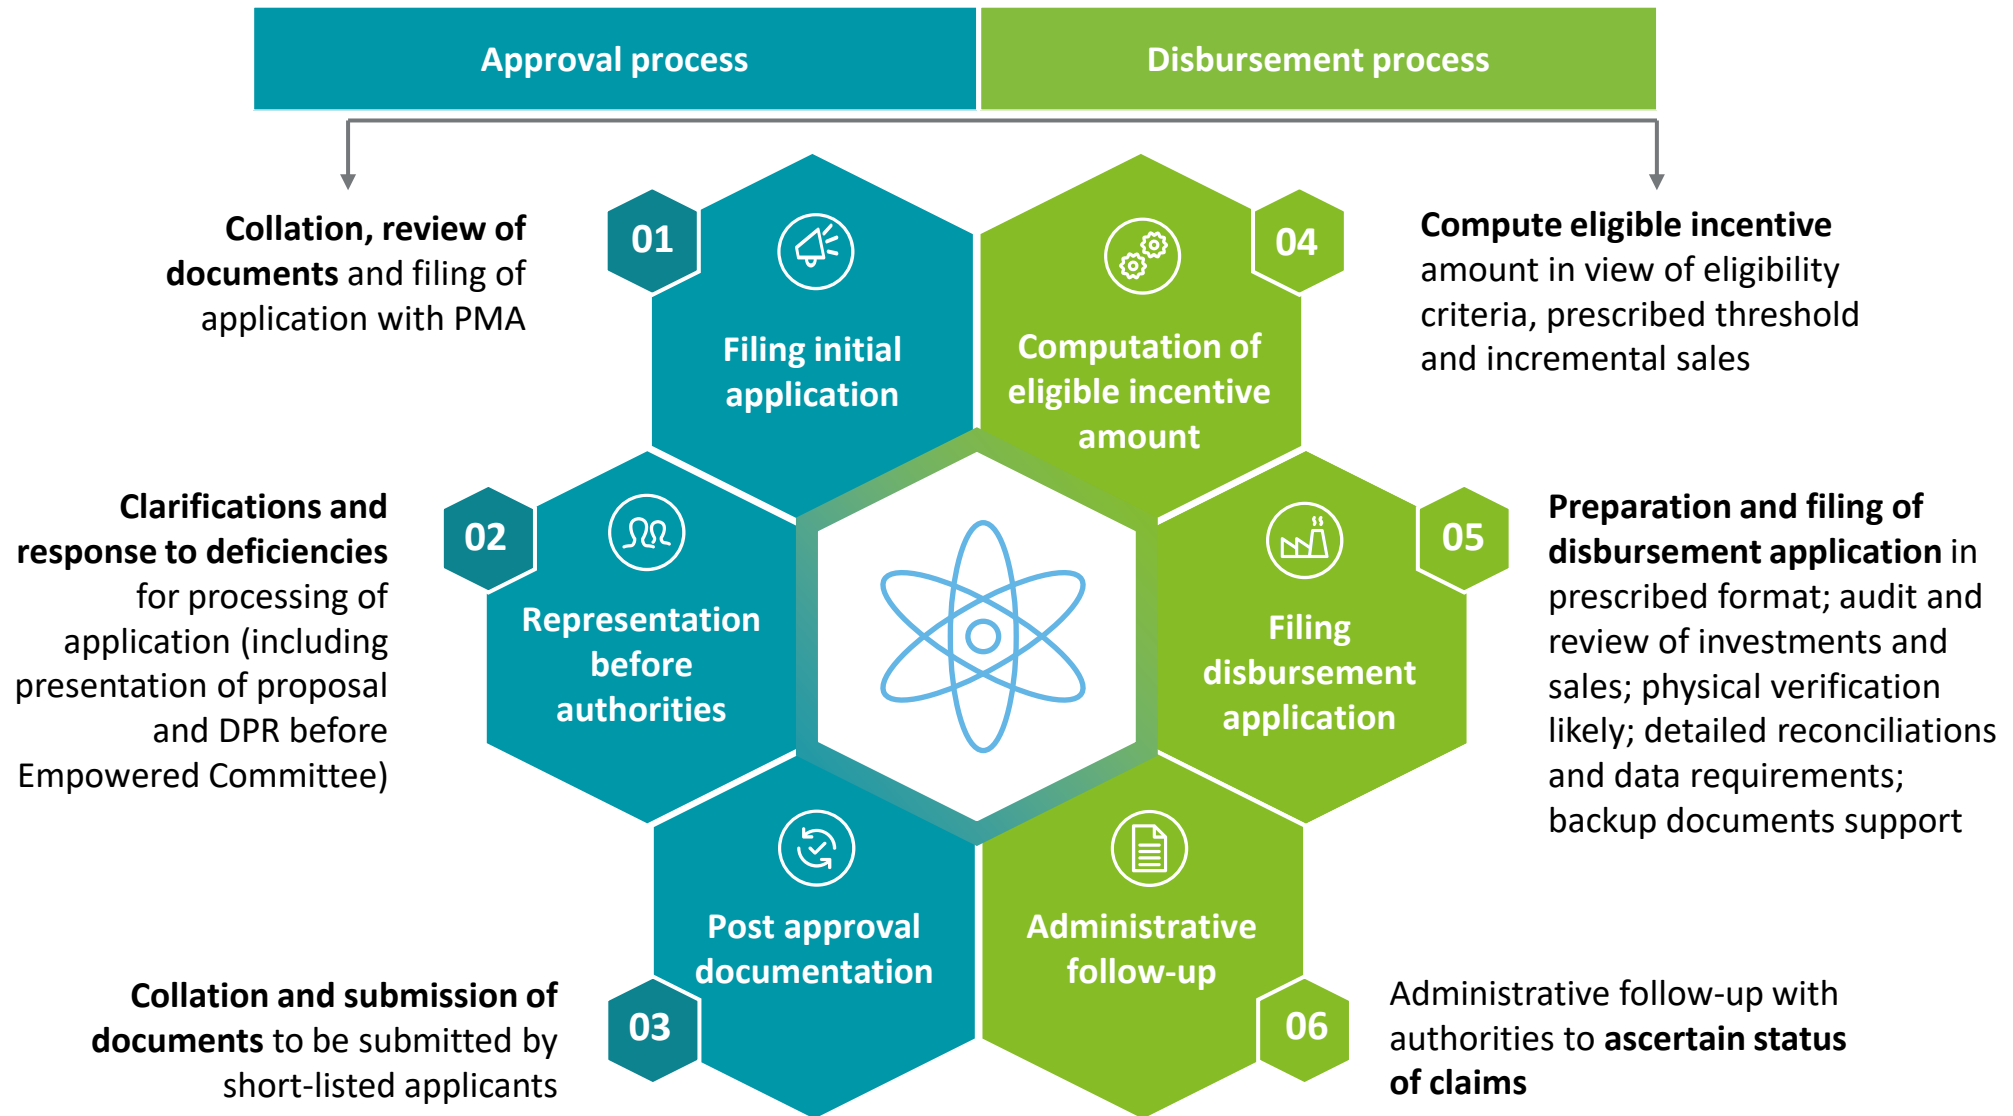 Approval process
Disbursement process
01
Collation, review of
documents and filing of
application with PMA
Filing initial
application
02
Clarifications and
response to deficiencies
for processing of
application (including
presentation of proposal
and DPR before
Empowered Committee)
Representation
before
authorities
03
Collation and submission of
documents to be submitted by
short-listed applicants
Post approval
documentation
04
Compute eligible incentive
amount in view of eligibility
criteria, prescribed threshold
and incremental sales
Computation of
eligible incentive
amount
05
Preparation and filing of
disbursement application in
prescribed format; audit and
review of investments and
sales; physical verification
likely; detailed reconciliations
and data requirements;
backup documents support
Filing
disbursement
application
06
Administrative follow-up with
authorities to ascertain status
of claims
Administrative
follow-up